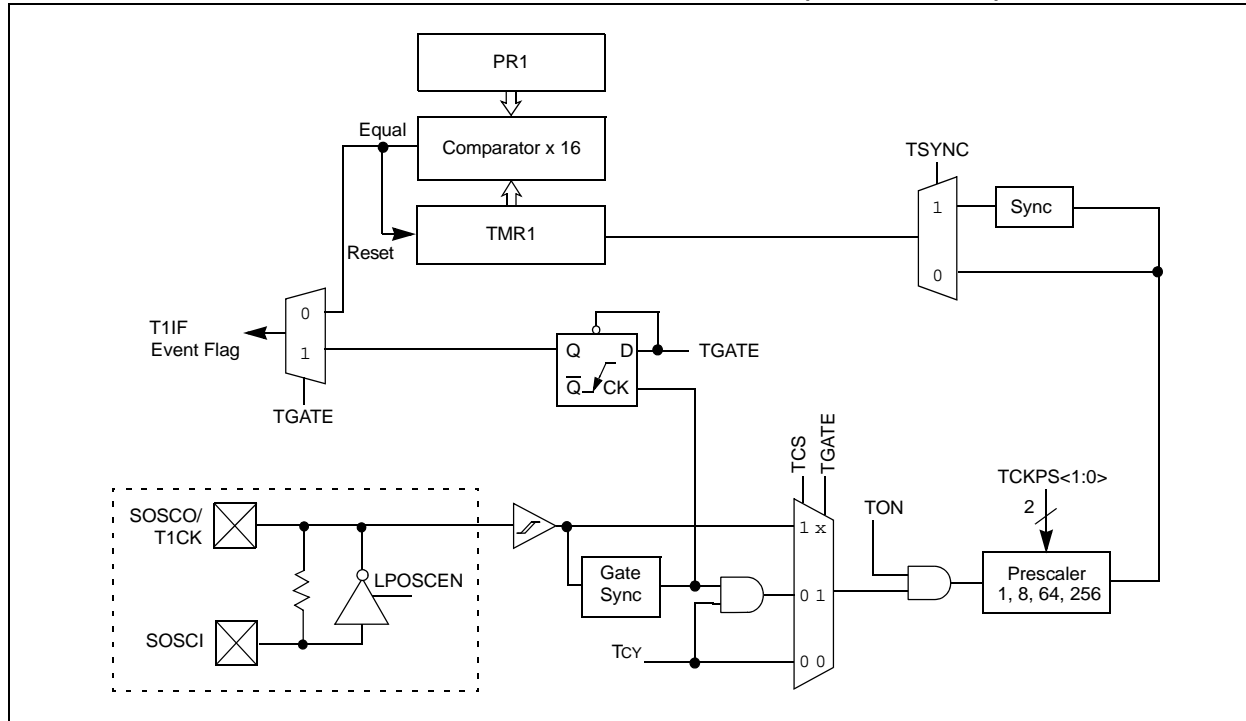 PR1
Equal
Comparator x 16
TSYNC
1
Sync
TMR1
Reset
0
0
T1IF
Event Flag
1
Q D
TGATE
Q CK
TGATE
TCS
TGATE
TCKPS<1:0>
SOSCO/
T1CK
TON
2
1 x
LPOSCEN
Gate
Sync
Prescaler
1, 8, 64, 256
0 1
SOSCI
TCY
0 0